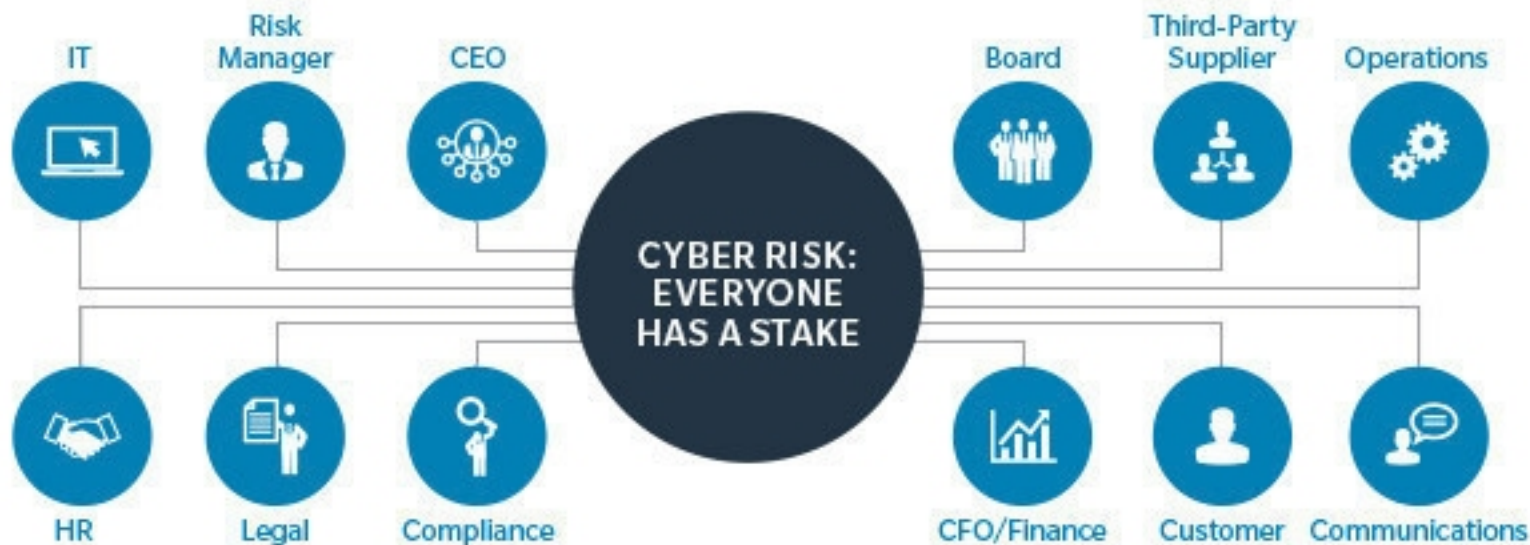 IT
Risk
Manager
CEO
Board
Third-Party
Supplier
Operations
CYBER RISK:
EVERYONE
HAS A STAKE
HR
Legal
Compliance
CFO/Finance
Customer
Communications